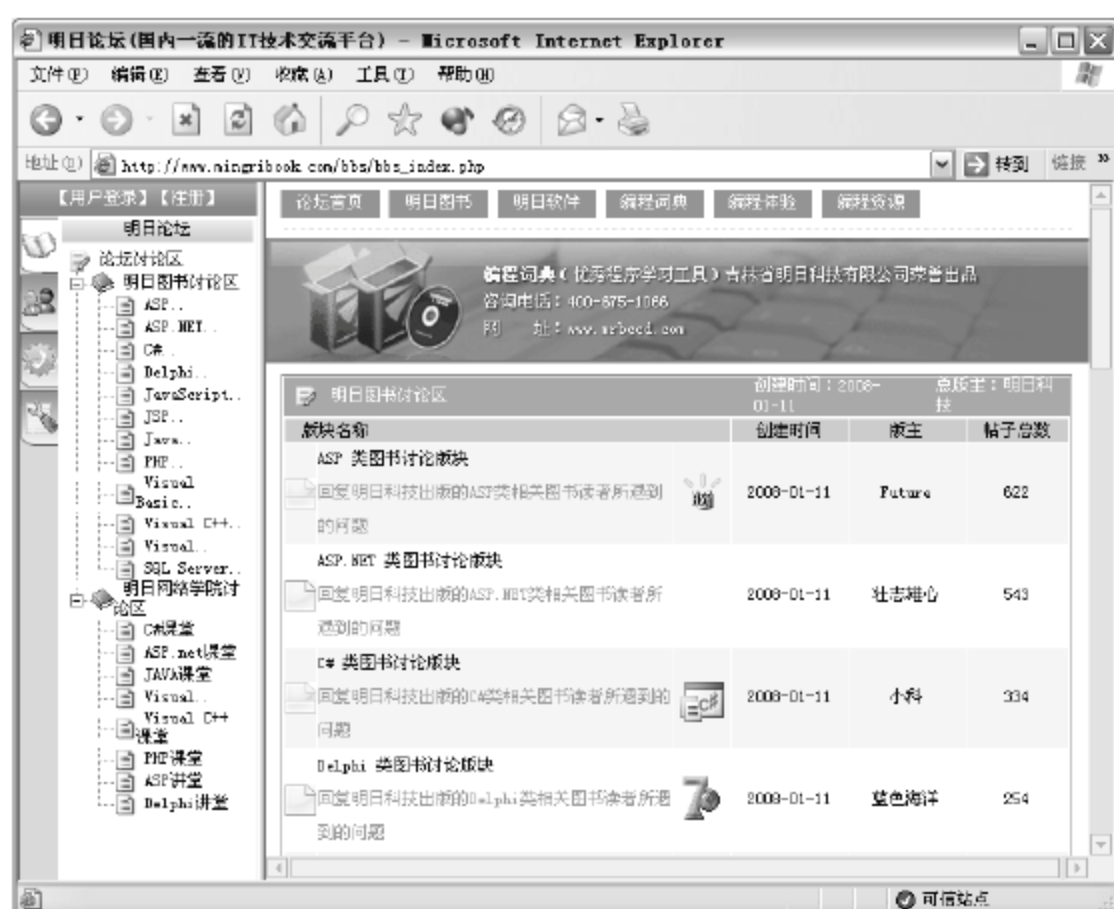 明日论坛(国内一流的IT技术交流平台) - Microsoft Internet Explorer
文件(F) 编辑(E) 查看(V) 收藏(A) 工具(T) 帮助(H)
地址(D) http://www.mingribook.com/bbs/bbs_index.php 转到 链接 »
【用户登录】【注册】
明日论坛
论坛讨论区
明日图书讨论区
ASP..
ASP.NET..
C#..
Delphi..
JavaScript..
JSP..
Java..
PHP..
Visual
Basic..
Visual C++..
Visual..
SQL Server..
明日网络学院讨
论区
C#课堂
ASP.net课堂
JAVA课堂
Visual..
Visual C++
课堂
PHP课堂
ASP讲堂
Delphi讲堂
论坛首页 明日图书 明日软件 编程词典 编程体验 编程资源
编程词典(优秀程序学习工具)吉林省明日科技有限公司荣誉出品
咨询电话：400-675-1066
网 址：www.mrbccd.com
明日图书讨论区 创建时间：2008-01-11 总版主：明日科技
版块名称 创建时间 版主 帖子总数
ASP 类图书讨论版块
回复明日科技出版的ASP类相关图书读者所遇到 2008-01-11 Future 622
的问题
ASP.NET 类图书讨论版块
回复明日科技出版的ASP.NET类相关图书读者所 2008-01-11 壮志雄心 543
遇到的问题
C# 类图书讨论版块
回复明日科技出版的C#类相关图书读者所遇到的 2008-01-11 小科 334
问题
Delphi 类图书讨论版块
回复明日科技出版的Delphi类相关图书读者所遇 2008-01-11 蓝色海洋 254
到的问题
可信站点